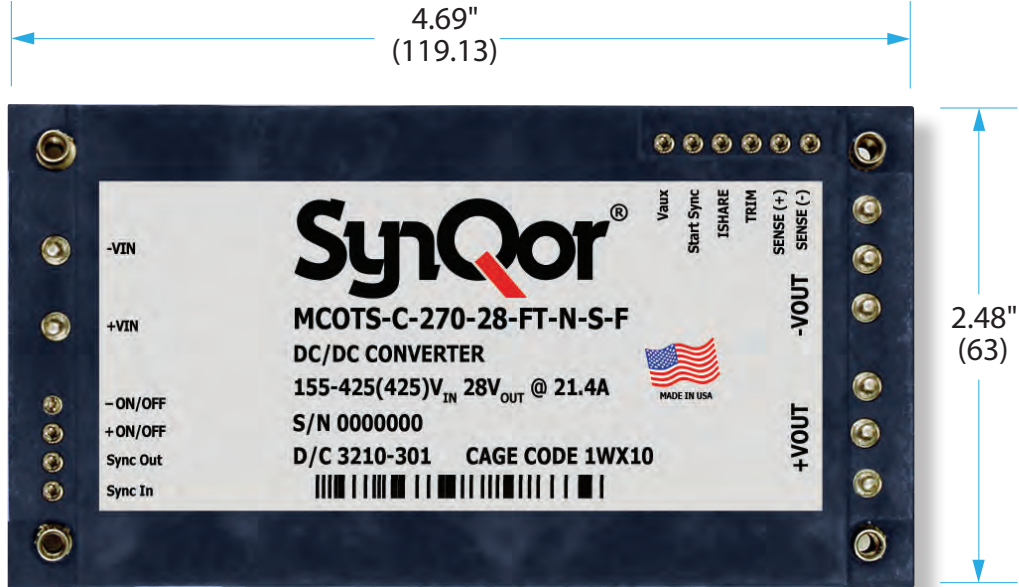 4.69"
(119.13)
Vaux
Start Sync
ISHARE
TRIM
SENSE (+)
SENSE (-)
-VIN
SynQor®
-VOUT
2.48"
(63)
+VIN
MCOTS-C-270-28-FT-N-S-F
DC/DC CONVERTER
155-425(425)VIN 28VOUT @ 21.4A
MADE IN USA
-ON/OFF
+ON/OFF
S/N 0000000
+VOUT
Sync Out
D/C 3210-301 CAGE CODE 1WX10
Sync In